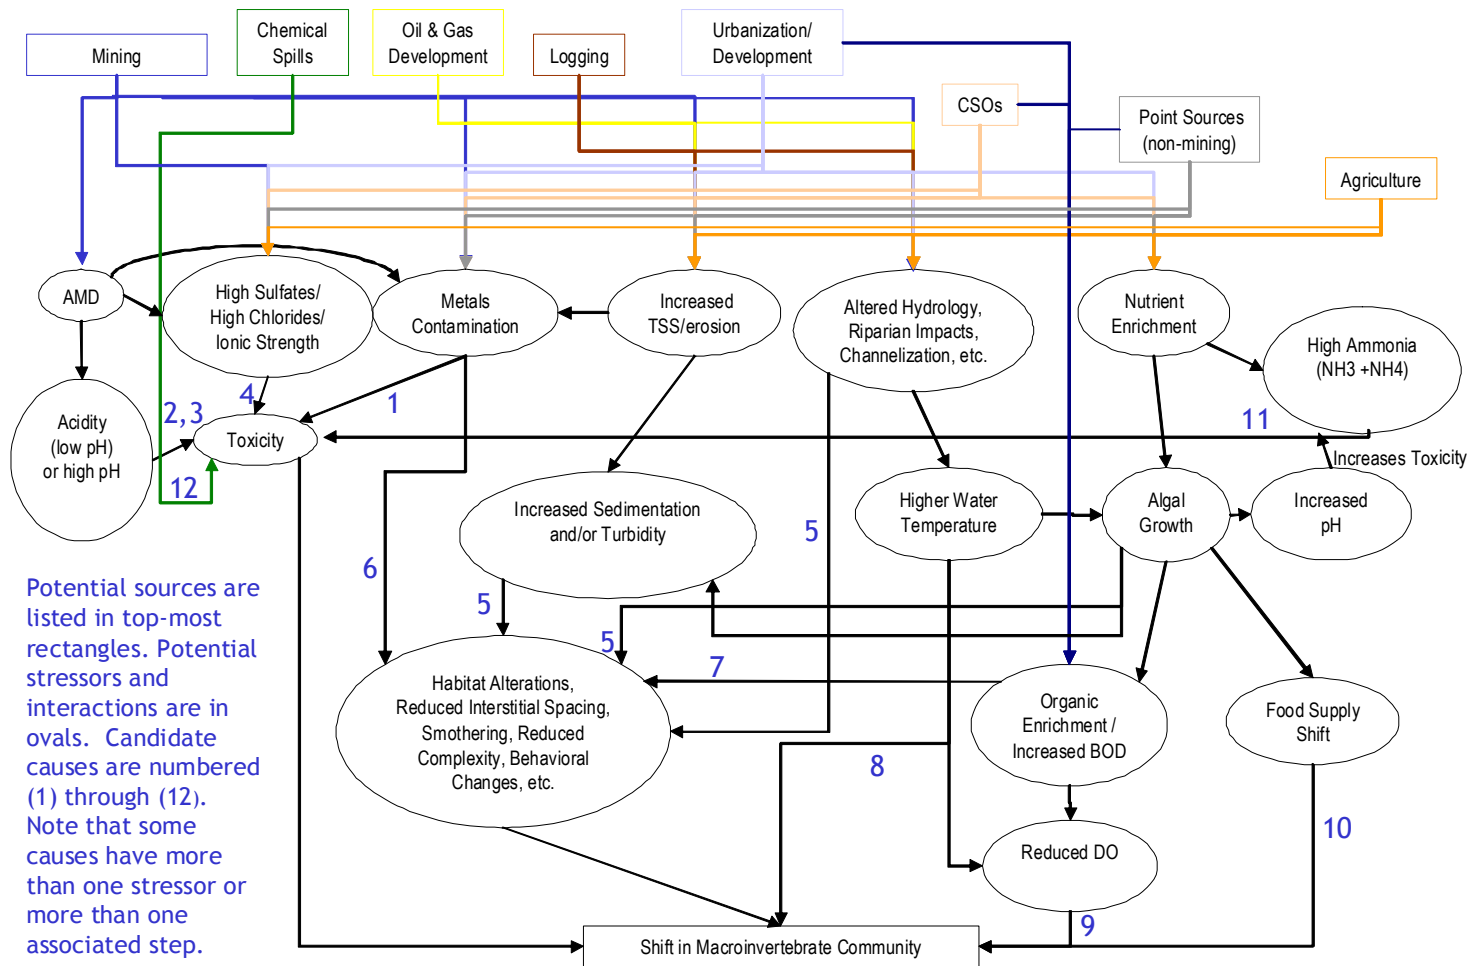 Mining
Chemical
Spills
Oil & Gas
Development
Logging
Urbanization/
Development
CSOs
Point Sources
(non-mining)
Agriculture
AMD
High Sulfates/
High Chlorides/
Ionic Strength
Metals
Contamination
Increased
TSS/erosion
Altered Hydrology,
Riparian Impacts,
Channelization, etc.
Nutrient
Enrichment
High Ammonia
(NH3 +NH4)
Acidity
(low pH)
or high pH
2,3
4
1
Toxicity
11
12
Increases Toxicity
Increased Sedimentation
and/or Turbidity
Higher Water
Temperature
Algal
Growth
Increased
pH
5
6
5
5
7
Potential sources are
listed in top-most
rectangles. Potential
stressors and
interactions are in
ovals. Candidate
causes are numbered
(1) through (12).
Note that some
causes have more
than one stressor or
more than one
associated step.
Habitat Alterations,
Reduced Interstitial Spacing,
Smothering, Reduced
Complexity, Behavioral
Changes, etc.
Organic
Enrichment /
Increased BOD
Food Supply
Shift
8
10
Reduced DO
9
Shift in Macroinvertebrate Community